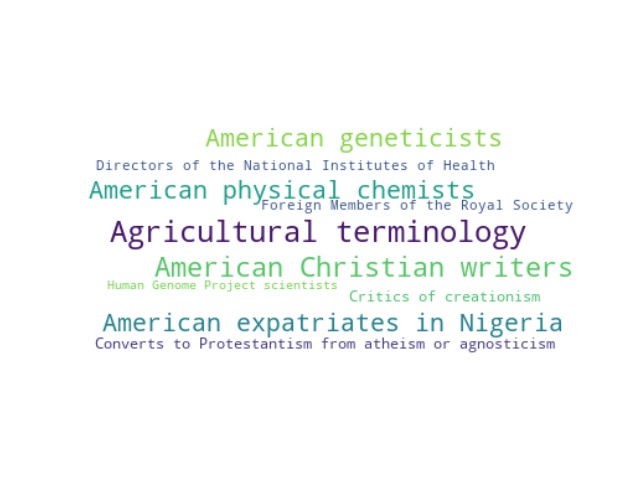 American geneticists
Directors of the National Institutes of Health
American physical chemists
Foreign Members of the Royal Society
Agricultural terminology
American Christian writers
Human Genome Project scientists
Critics of creationism
American expatriates in Nigeria
Converts to Protestantism from atheism or agnosticism